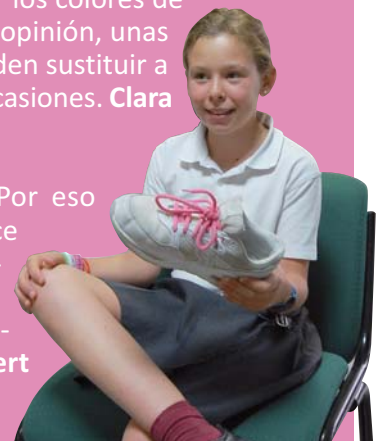 los colores de
opinión, unas
den sustituir a
casiones. Clara
Por eso
ce
-
-
ert